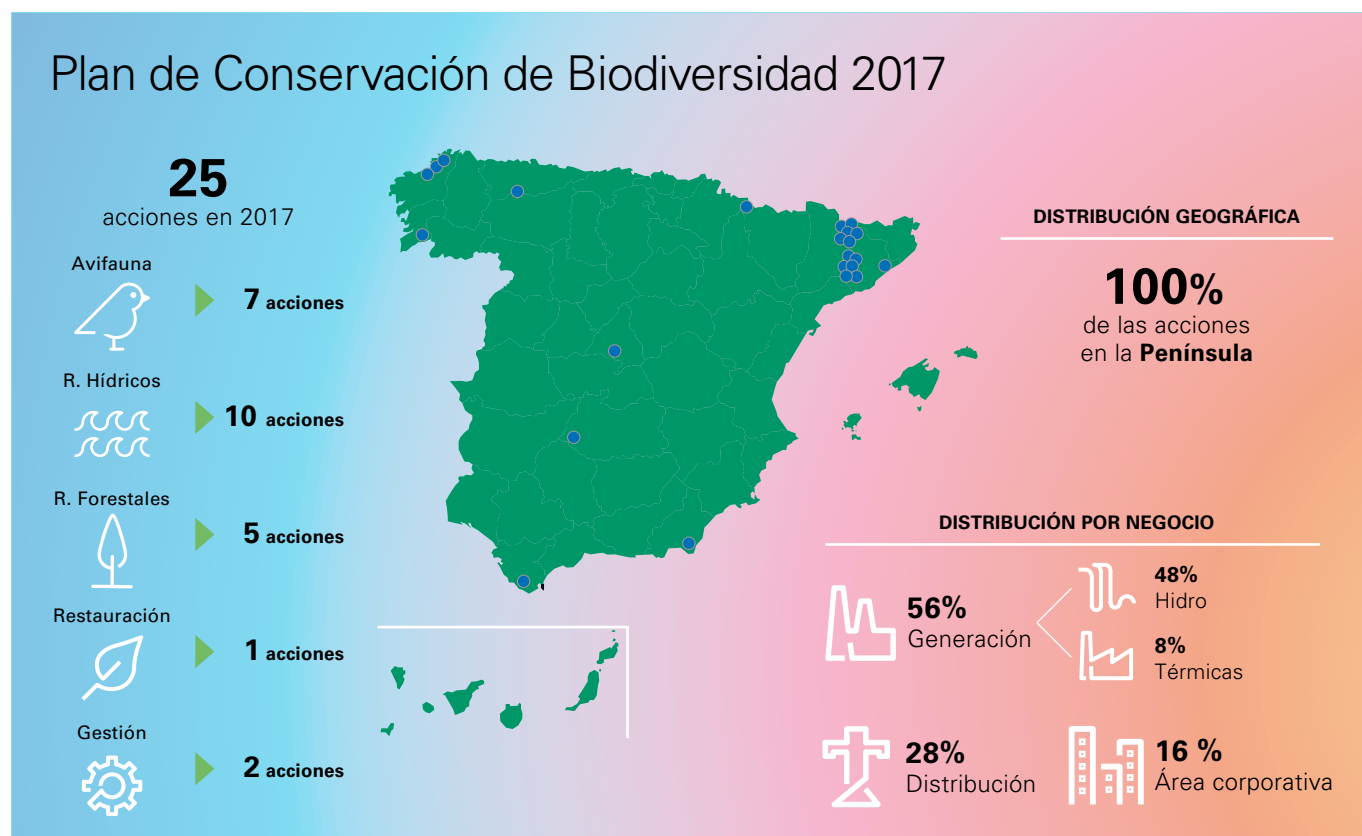 Plan de Conservación de Biodiversidad 2017
25
acciones en 2017
Avifauna
7 acciones
R. Hídricos
10 acciones
R. Forestales
5 acciones
Restauración
1 acciones
Gestión
2 acciones
DISTRIBUCIÓN GEOGRÁFICA
100%
de las acciones
en la Península
DISTRIBUCIÓN POR NEGOCIO
56%
Generación
48%
Hidro
8%
Térmicas
28%
Distribución
16 %
Área corporativa